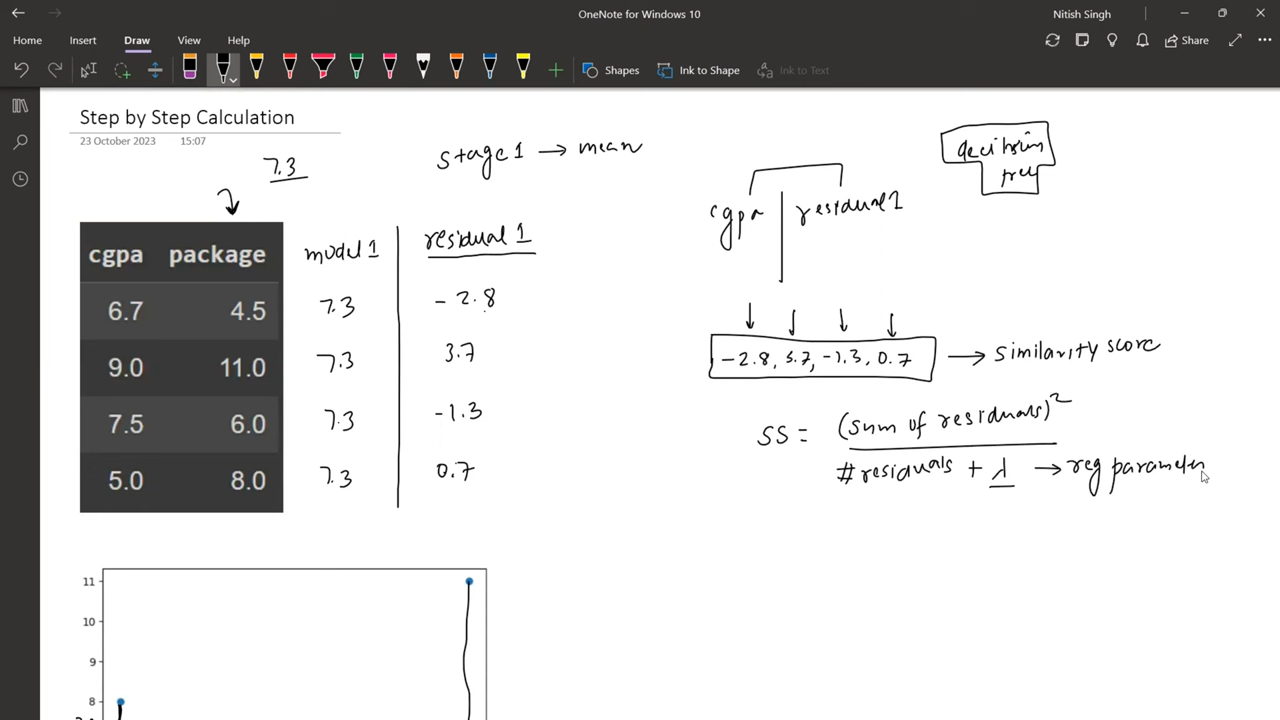 OneNote for Windows 10
Nitish Singh
Home Insert Draw View Help
Share
Shapes
Ink to Shape
Ink to Text
Step by Step Calculation
23 October 2023 15:07
7.3
stage 1 → mean
decision
tree
cgpa | residual 1
cgpa package model 1 residual 1
6.7 4.5 7.3 -2.8
9.0 11.0 7.3 3.7
7.5 6.0 7.3 -1.3
5.0 8.0 7.3 0.7
-2.8, 3.7, -1.3, 0.7 → similarity score
SS = (sum of residuals)²
#residuals + λ → reg parameter
11
10
9
8